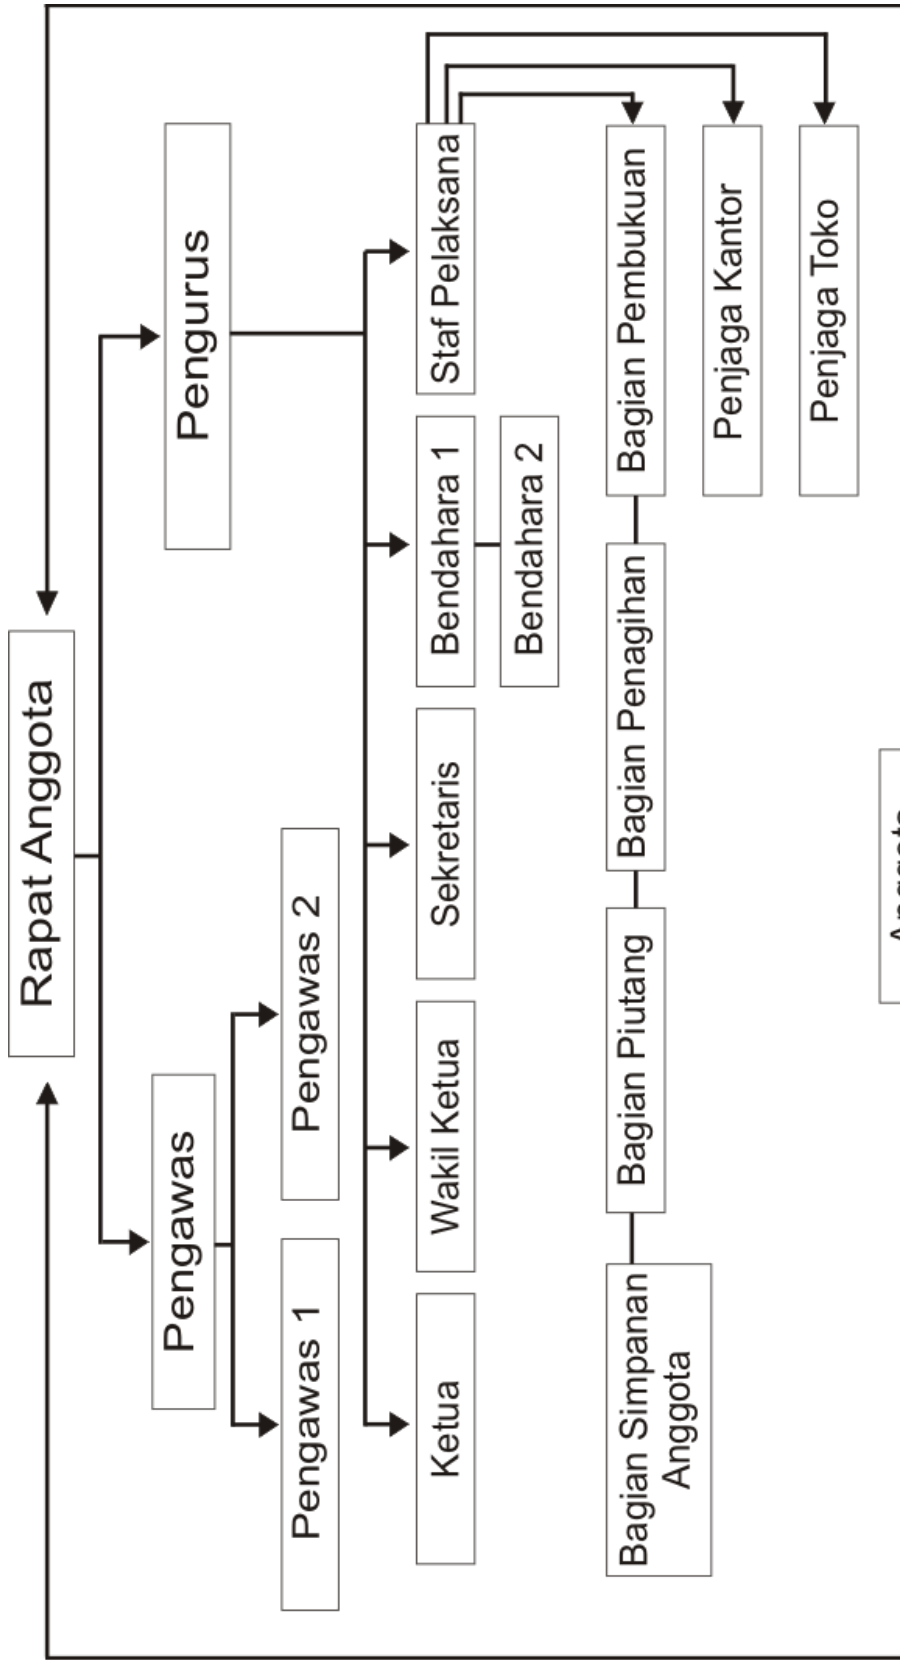 Rapat Anggota
Pengawas
Pengurus
Pengawas 1
Pengawas 2
Ketua
Wakil Ketua
Sekretaris
Bendahara 1
Staf Pelaksana
Bendahara 2
Bagian Simpanan
Anggota
Bagian Piutang
Bagian Penagihan
Bagian Pembukuan
Penjaga Kantor
Penjaga Toko